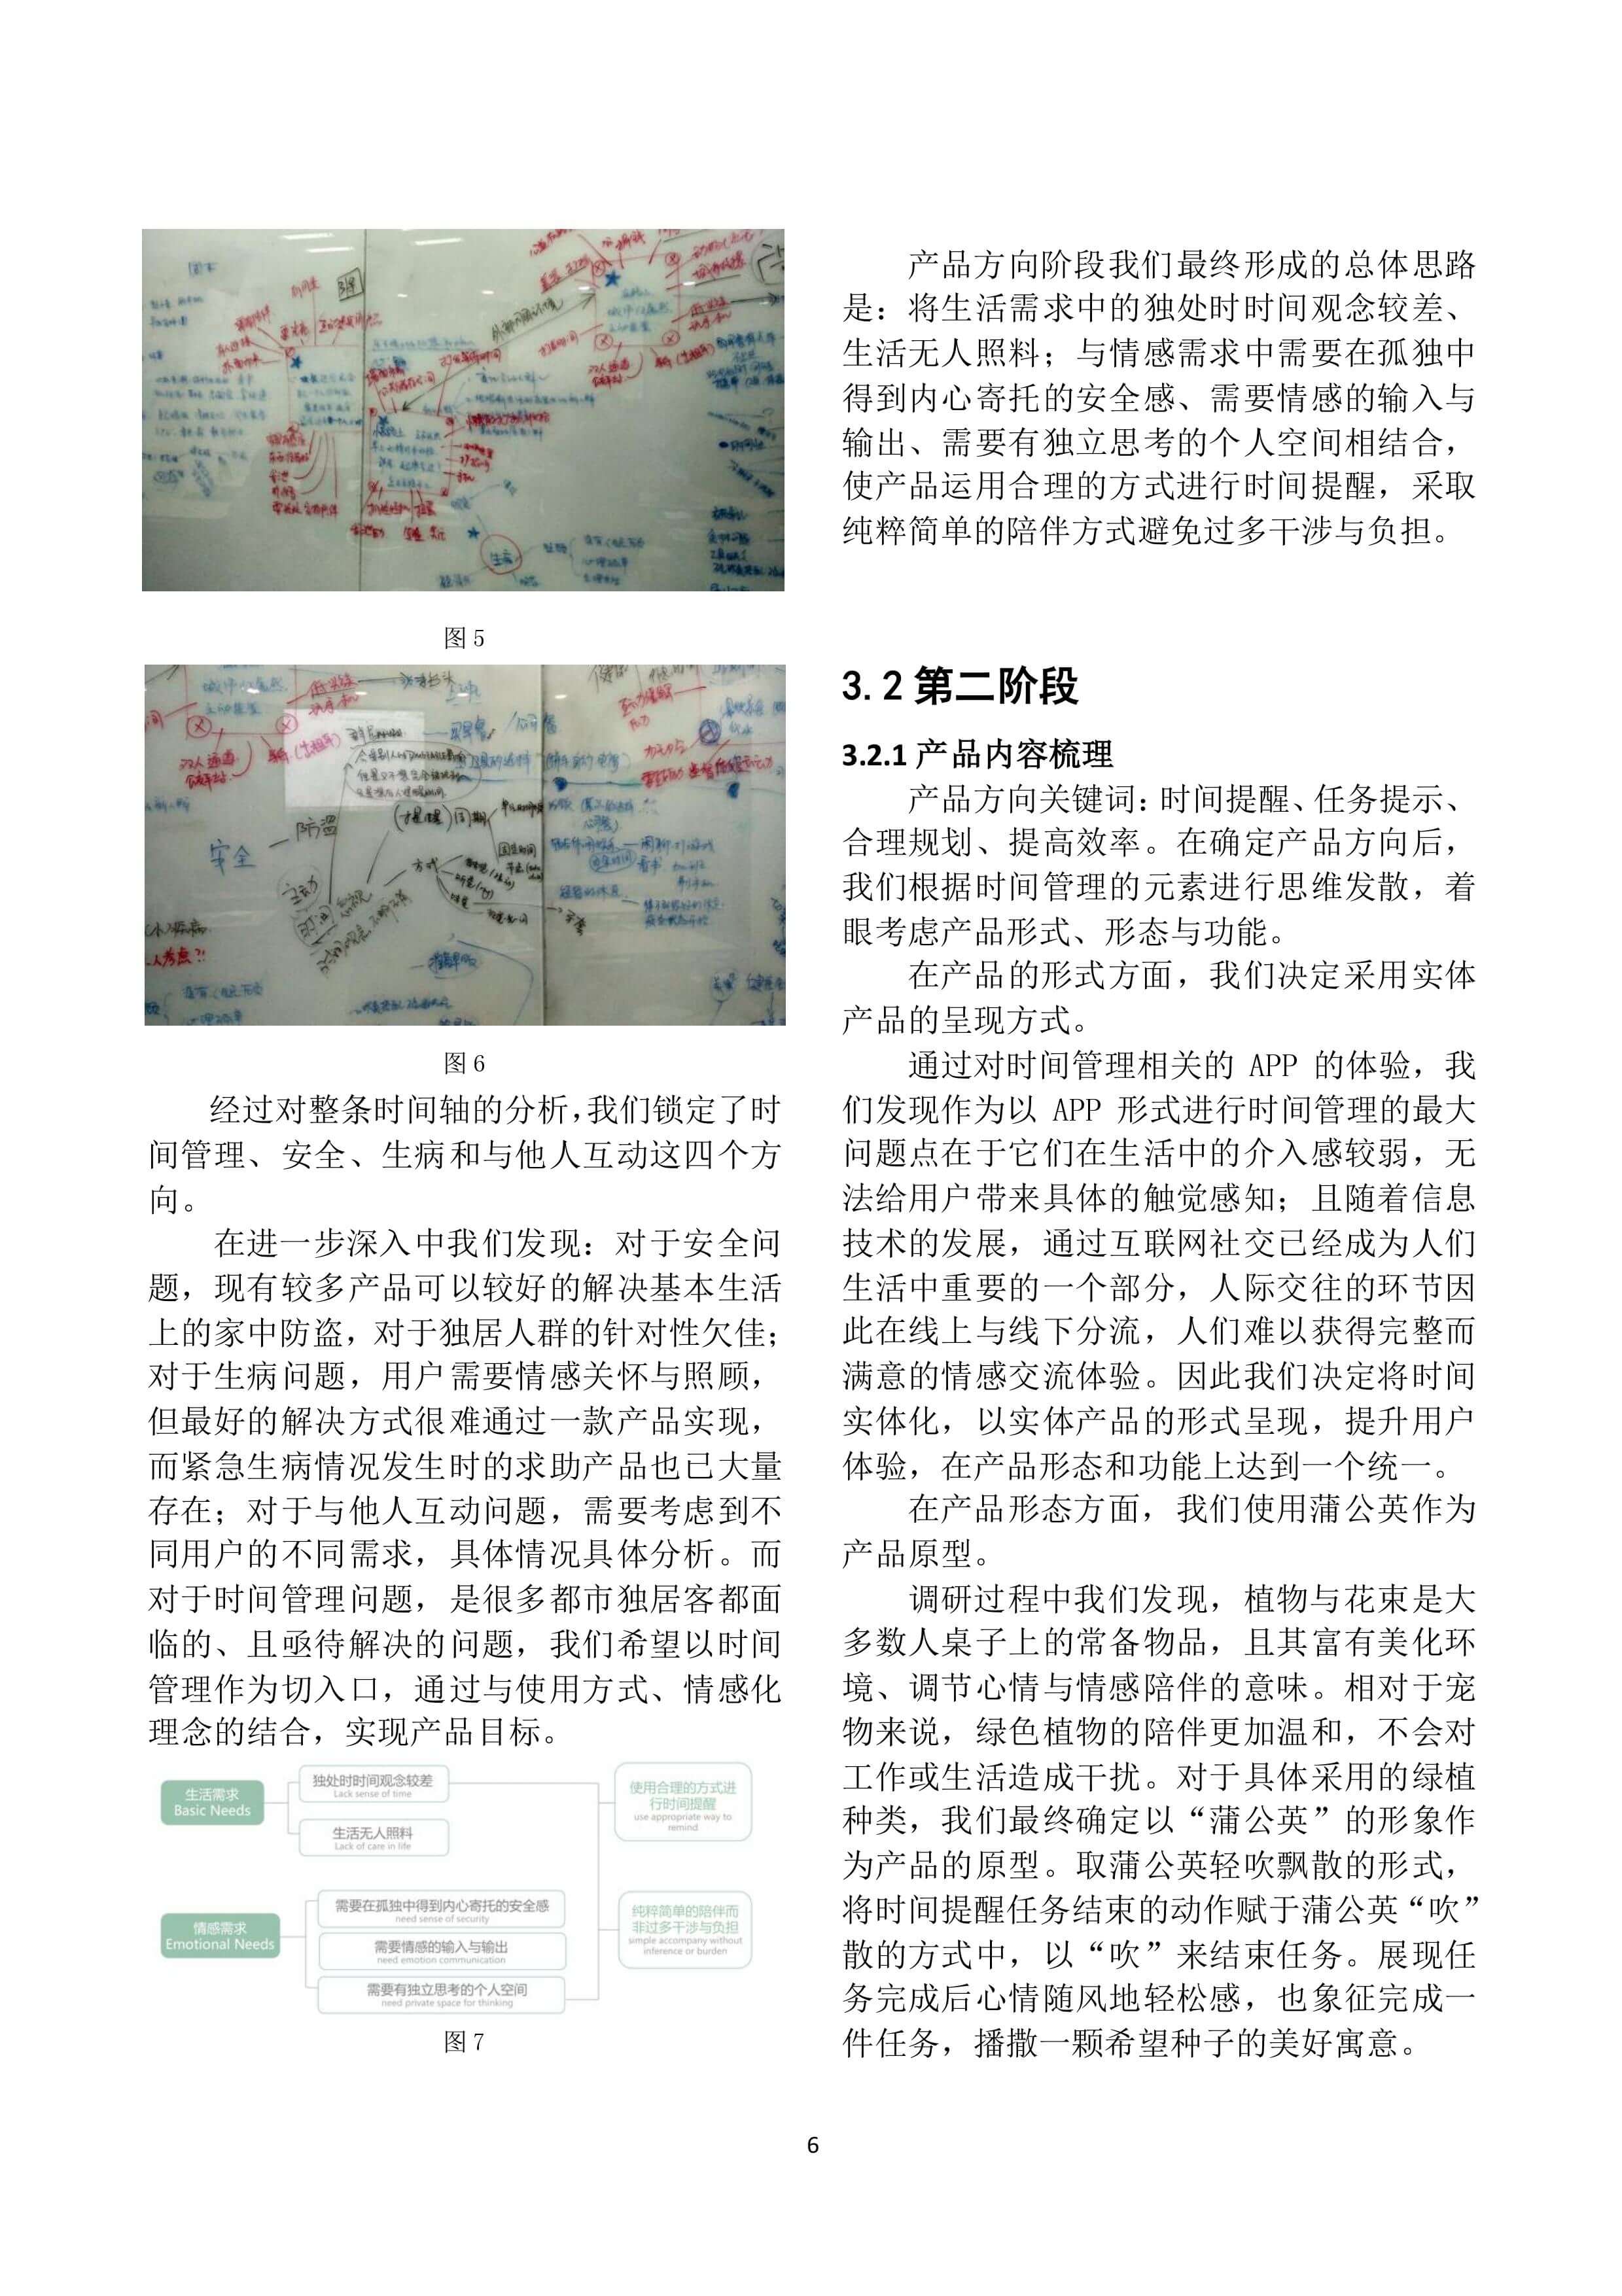 图 5
图 6
安全
防盗
方式
生病
经过对整条时间轴的分析，我们锁定了时
间管理、安全、生病和与他人互动这四个方
向。
在进一步深入中我们发现：对于安全问
题，现有较多产品可以较好的解决基本生活
上的家中防盗，对于独居人群的针对性欠佳；
对于生病问题，用户需要情感关怀与照顾，
但最好的解决方式很难通过一款产品实现，
而紧急生病情况发生时的求助产品也已大量
存在；对于与他人互动问题，需要考虑到不
同用户的不同需求，具体情况具体分析。而
对于时间管理问题，是很多都市独居客都面
临的、且亟待解决的问题，我们希望以时间
管理作为切入口，通过与使用方式、情感化
理念的结合，实现产品目标。
生活需求
Basic Needs
独处时时间观念较差
Lack sense of time
生活无人照料
Lack of care in life
使用合理的方式进
行时间提醒
use appropriate way to
remind
情感需求
Emotional Needs
需要在孤独中得到内心寄托的安全感
need sense of security
需要情感的输入与输出
need emotion communication
需要有独立思考的个人空间
need private space for thinking
纯粹简单的陪伴而
非过多干涉与负担
simple accompany without
inference or burden
图 7
产品方向阶段我们最终形成的总体思路
是：将生活需求中的独处时时间观念较差、
生活无人照料；与情感需求中需要在孤独中
得到内心寄托的安全感、需要情感的输入与
输出、需要有独立思考的个人空间相结合，
使产品运用合理的方式进行时间提醒，采取
纯粹简单的陪伴方式避免过多干涉与负担。
3.2 第二阶段
3.2.1 产品内容梳理
产品方向关键词：时间提醒、任务提示、
合理规划、提高效率。在确定产品方向后，
我们根据时间管理的元素进行思维发散，着
眼考虑产品形式、形态与功能。
在产品的形式方面，我们决定采用实体
产品的呈现方式。
通过对时间管理相关的 APP 的体验，我
们发现作为以 APP 形式进行时间管理的最大
问题点在于它们在生活中的介入感较弱，无
法给用户带来具体的触觉感知；且随着信息
技术的发展，通过互联网社交已经成为人们
生活中重要的一个部分，人际交往的环节因
此在线上与线下分流，人们难以获得完整而
满意的情感交流体验。因此我们决定将时间
实体化，以实体产品的形式呈现，提升用户
体验，在产品形态和功能上达到一个统一。
在产品形态方面，我们使用蒲公英作为
产品原型。
调研过程中我们发现，植物与花束是大
多数人桌子上的常备物品，且其富有美化环
境、调节心情与情感陪伴的意味。相对于宠
物来说，绿色植物的陪伴更加温和，不会对
工作或生活造成干扰。对于具体采用的绿植
种类，我们最终确定以“蒲公英”的形象作
为产品的原型。取蒲公英轻吹飘散的形式，
将时间提醒任务结束的动作赋于蒲公英“吹”
散的方式中，以“吹”来结束任务。展现任
务完成后心情随风地轻松感，也象征完成一
件任务，播撒一颗希望种子的美好寓意。
6